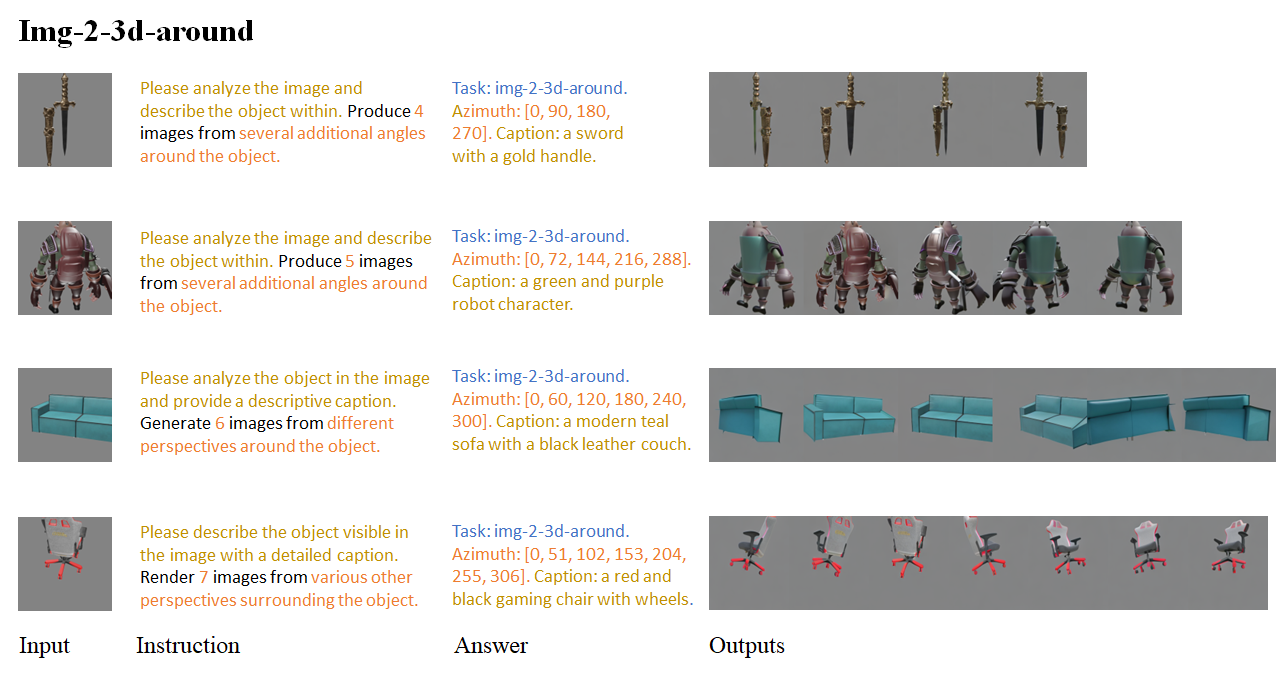 Img-2-3d-around
Please analyze the image and
describe the object within. Produce 4
images from several additional angles
around the object.
Task: img-2-3d-around.
Azimuth: [0, 90, 180,
270]. Caption: a sword
with a gold handle.
Please analyze the image and describe
the object within. Produce 5 images
from several additional angles around
the object.
Task: img-2-3d-around.
Azimuth: [0, 72, 144, 216, 288].
Caption: a green and purple
robot character.
Please analyze the object in the image
and provide a descriptive caption.
Generate 6 images from different
perspectives around the object.
Task: img-2-3d-around.
Azimuth: [0, 60, 120, 180, 240,
300]. Caption: a modern teal
sofa with a black leather couch.
Please describe the object visible in
the image with a detailed caption.
Render 7 images from various other
perspectives surrounding the object.
Task: img-2-3d-around.
Azimuth: [0, 51, 102, 153, 204,
255, 306]. Caption: a red and
black gaming chair with wheels.
Input
Instruction
Answer
Outputs